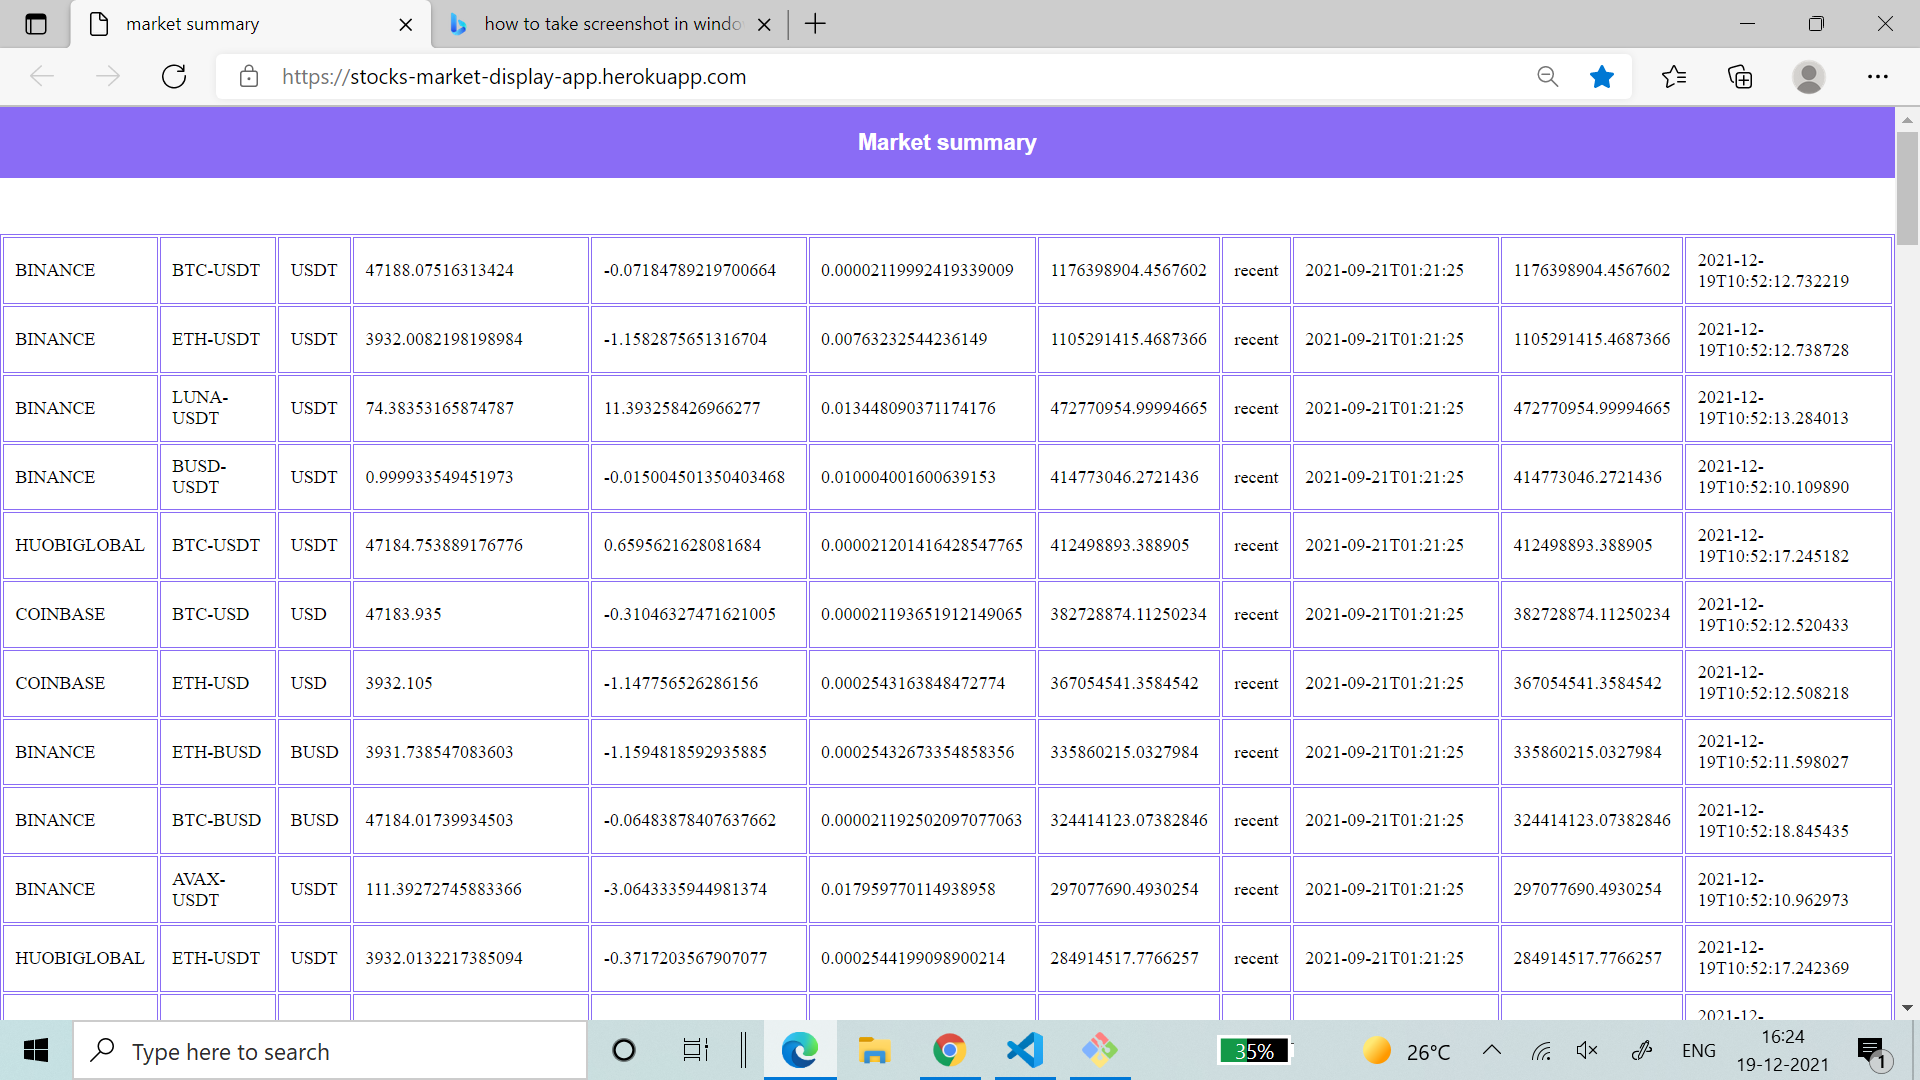 market summary
how to take screenshot in windo
https://stocks-market-display-app.herokuapp.com
Market summary
BINANCE BTC-USDT USDT 47188.07516313424 -0.07184789219700664 0.00002119992419339009 1176398904.4567602 recent 2021-09-21T01:21:25 1176398904.4567602 2021-12-
19T10:52:12.732219
BINANCE ETH-USDT USDT 3932.0082198198984 -1.1582875651316704 0.00763232544236149 1105291415.4687366 recent 2021-09-21T01:21:25 1105291415.4687366 2021-12-
19T10:52:12.738728
BINANCE LUNA- USDT 74.38353165874787 11.393258426966277 0.013448090371174176 472770954.99994665 recent 2021-09-21T01:21:25 472770954.99994665 2021-12-
USDT 19T10:52:13.284013
BINANCE BUSD- USDT 0.999933549451973 -0.015004501350403468 0.010004001600639153 414773046.2721436 recent 2021-09-21T01:21:25 414773046.2721436 2021-12-
USDT 19T10:52:10.109890
HUOBIGLOBAL BTC-USDT USDT 47184.753889176776 0.6595621628081684 0.000021201416428547765 412498893.388905 recent 2021-09-21T01:21:25 412498893.388905 2021-12-
19T10:52:17.245182
COINBASE BTC-USD USD 47183.935 -0.31046327471621005 0.000021193651912149065 382728874.11250234 recent 2021-09-21T01:21:25 382728874.11250234 2021-12-
19T10:52:12.520433
COINBASE ETH-USD USD 3932.105 -1.147756526286156 0.0002543163848472774 367054541.3584542 recent 2021-09-21T01:21:25 367054541.3584542 2021-12-
19T10:52:12.508218
BINANCE ETH-BUSD BUSD 3931.738547083603 -1.1594818592935885 0.00025432673354858356 335860215.0327984 recent 2021-09-21T01:21:25 335860215.0327984 2021-12-
19T10:52:11.598027
BINANCE BTC-BUSD BUSD 47184.01739934503 -0.06483878407637662 0.000021192502097077063 324414123.07382846 recent 2021-09-21T01:21:25 324414123.07382846 2021-12-
19T10:52:18.845435
BINANCE AVAX- USDT 111.39272745883366 -3.0643335944981374 0.017959770114938958 297077690.4930254 recent 2021-09-21T01:21:25 297077690.4930254 2021-12-
USDT 19T10:52:10.962973
HUOBIGLOBAL ETH-USDT USDT 3932.0132217385094 -0.3717203567907077 0.0002544199098900214 284914517.7766257 recent 2021-09-21T01:21:25 284914517.7766257 2021-12-
19T10:52:17.242369
2021-12-
Type here to search
35%
26°C
ENG
16:24
19-12-2021
1